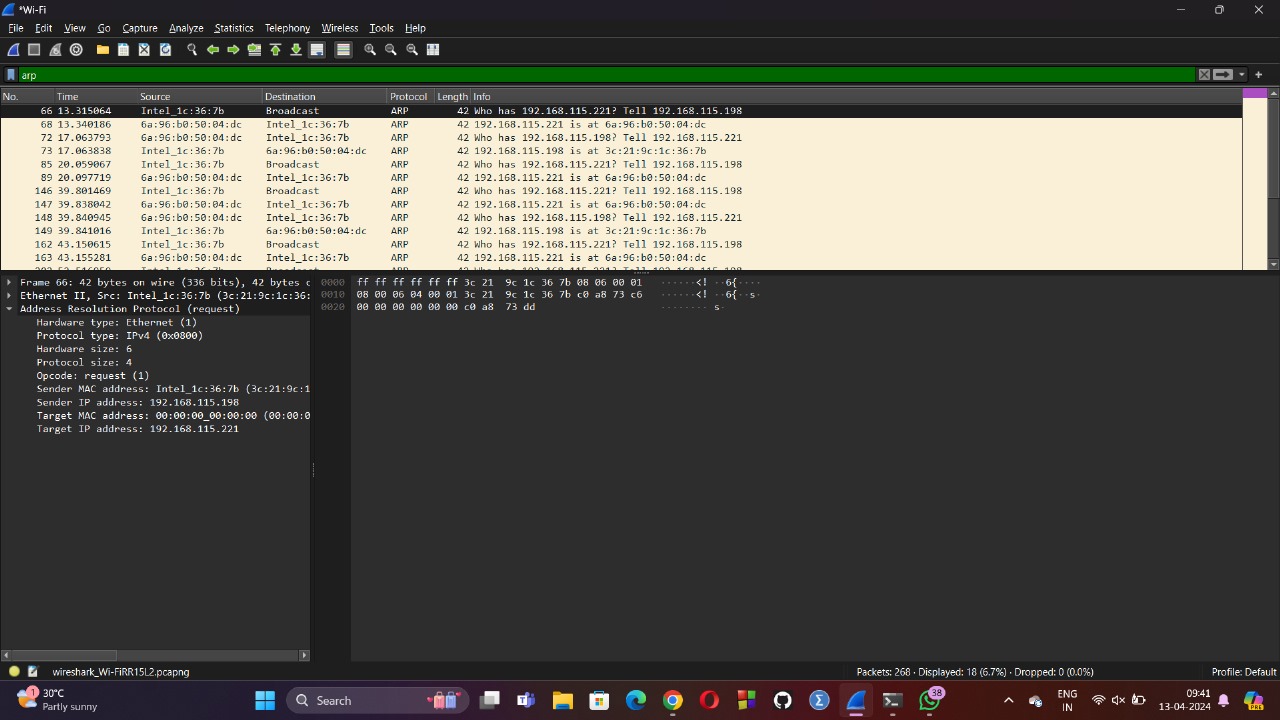 *Wi-Fi
File Edit View Go Capture Analyze Statistics Telephony Wireless Tools Help
arp
No. Time Source Destination Protocol Length Info
66 13.315064 Intel_1c:36:7b Broadcast ARP 42 Who has 192.168.115.221? Tell 192.168.115.198
68 13.340186 6a:96:b0:50:04:dc Intel_1c:36:7b ARP 42 192.168.115.221 is at 6a:96:b0:50:04:dc
72 17.063793 6a:96:b0:50:04:dc Intel_1c:36:7b ARP 42 Who has 192.168.115.198? Tell 192.168.115.221
73 17.063838 Intel_1c:36:7b 6a:96:b0:50:04:dc ARP 42 192.168.115.198 is at 3c:21:9c:1c:36:7b
85 20.059067 Intel_1c:36:7b Broadcast ARP 42 Who has 192.168.115.221? Tell 192.168.115.198
89 20.097719 6a:96:b0:50:04:dc Intel_1c:36:7b ARP 42 192.168.115.221 is at 6a:96:b0:50:04:dc
146 39.801469 Intel_1c:36:7b Broadcast ARP 42 Who has 192.168.115.221? Tell 192.168.115.198
147 39.838042 6a:96:b0:50:04:dc Intel_1c:36:7b ARP 42 192.168.115.221 is at 6a:96:b0:50:04:dc
148 39.840945 6a:96:b0:50:04:dc Intel_1c:36:7b ARP 42 Who has 192.168.115.198? Tell 192.168.115.221
149 39.841016 Intel_1c:36:7b 6a:96:b0:50:04:dc ARP 42 192.168.115.198 is at 3c:21:9c:1c:36:7b
162 43.150615 Intel_1c:36:7b Broadcast ARP 42 Who has 192.168.115.221? Tell 192.168.115.198
163 43.155281 6a:96:b0:50:04:dc Intel_1c:36:7b ARP 42 192.168.115.221 is at 6a:96:b0:50:04:dc
Frame 66: 42 bytes on wire (336 bits), 42 bytes c
Ethernet II, Src: Intel_1c:36:7b (3c:21:9c:1c:36:
Address Resolution Protocol (request)
Hardware type: Ethernet (1)
Protocol type: IPv4 (0x0800)
Hardware size: 6
Protocol size: 4
Opcode: request (1)
Sender MAC address: Intel_1c:36:7b (3c:21:9c:1
Sender IP address: 192.168.115.198
Target MAC address: 00:00:00_00:00:00 (00:00:0
Target IP address: 192.168.115.221
0000 ff ff ff ff ff ff 3c 21 9c 1c 36 7b 08 06 00 01 ······<! ··6{····
0010 08 00 06 04 00 01 3c 21 9c 1c 36 7b c0 a8 73 c6 ······<! ··6{··s·
0020 00 00 00 00 00 00 c0 a8 73 dd ········ s·
wireshark_Wi-FiRR15L2.pcapng
Packets: 268 · Displayed: 18 (6.7%) · Dropped: 0 (0.0%)
Profile: Default
1
30°C
Partly sunny
Search
38
ENG
IN
09:41
13-04-2024
PRE